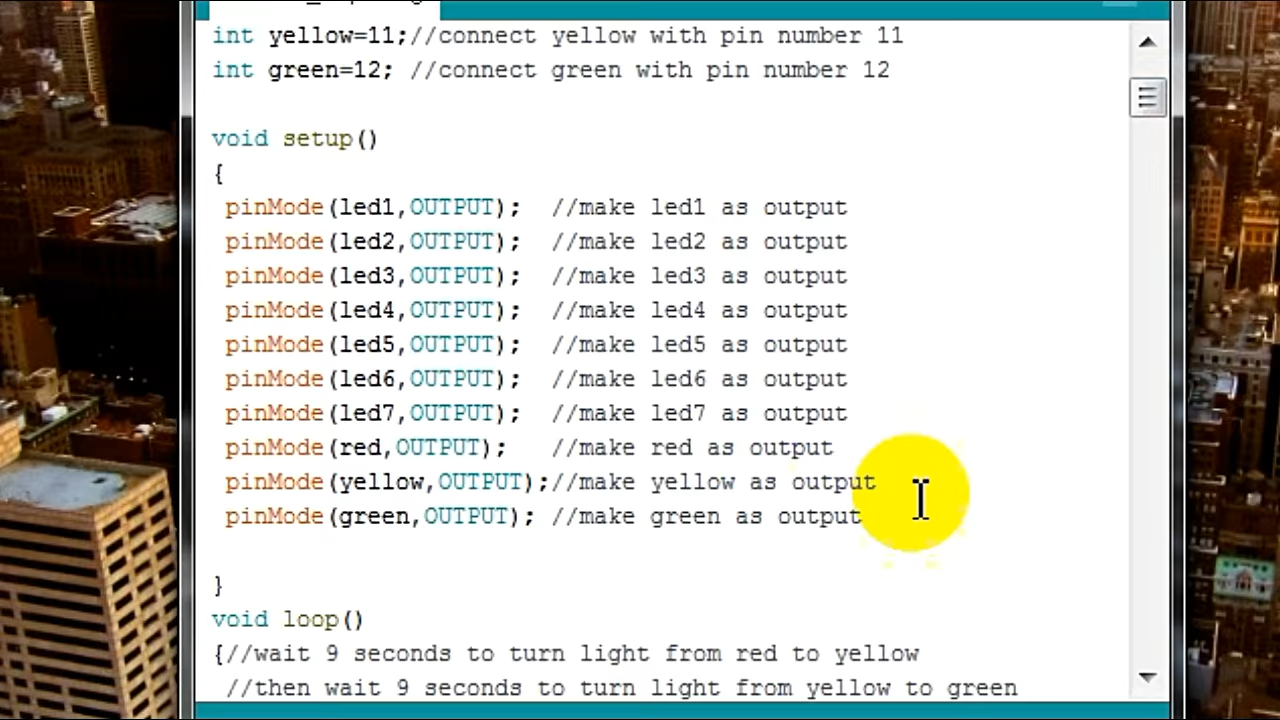 int yellow=11;//connect yellow with pin number 11
int green=12; //connect green with pin number 12
void setup()
{
pinMode(led1,OUTPUT);  //make led1 as output
pinMode(led2,OUTPUT);  //make led2 as output
pinMode(led3,OUTPUT);  //make led3 as output
pinMode(led4,OUTPUT);  //make led4 as output
pinMode(led5,OUTPUT);  //make led5 as output
pinMode(led6,OUTPUT);  //make led6 as output
pinMode(led7,OUTPUT);  //make led7 as output
pinMode(red,OUTPUT);   //make red as output
pinMode(yellow,OUTPUT);//make yellow as output
pinMode(green,OUTPUT); //make green as output
}
void loop()
{//wait 9 seconds to turn light from red to yellow
//then wait 9 seconds to turn light from yellow to green